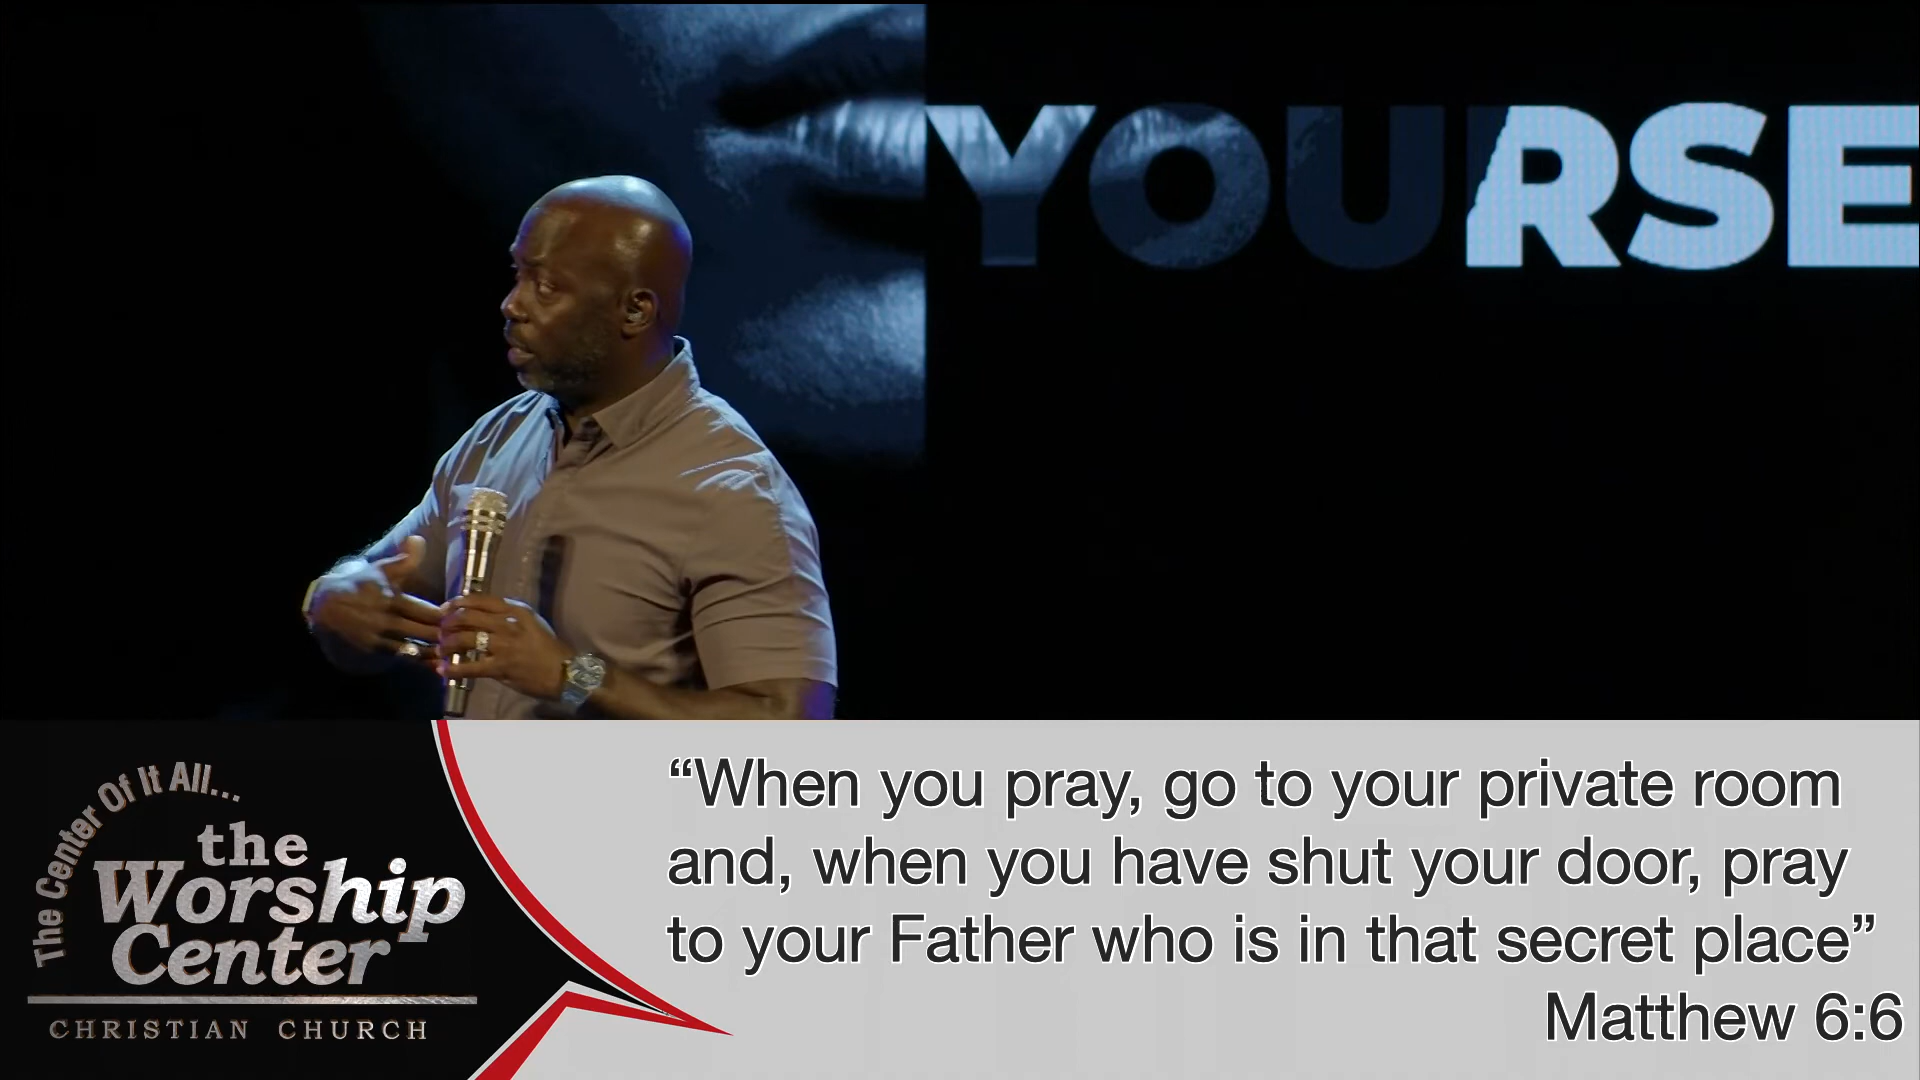 YOURSE
“When you pray, go to your private room
and, when you have shut your door, pray
to your Father who is in that secret place”
Matthew 6:6
The Center Of It All...
the
Worship
Center
CHRISTIAN CHURCH